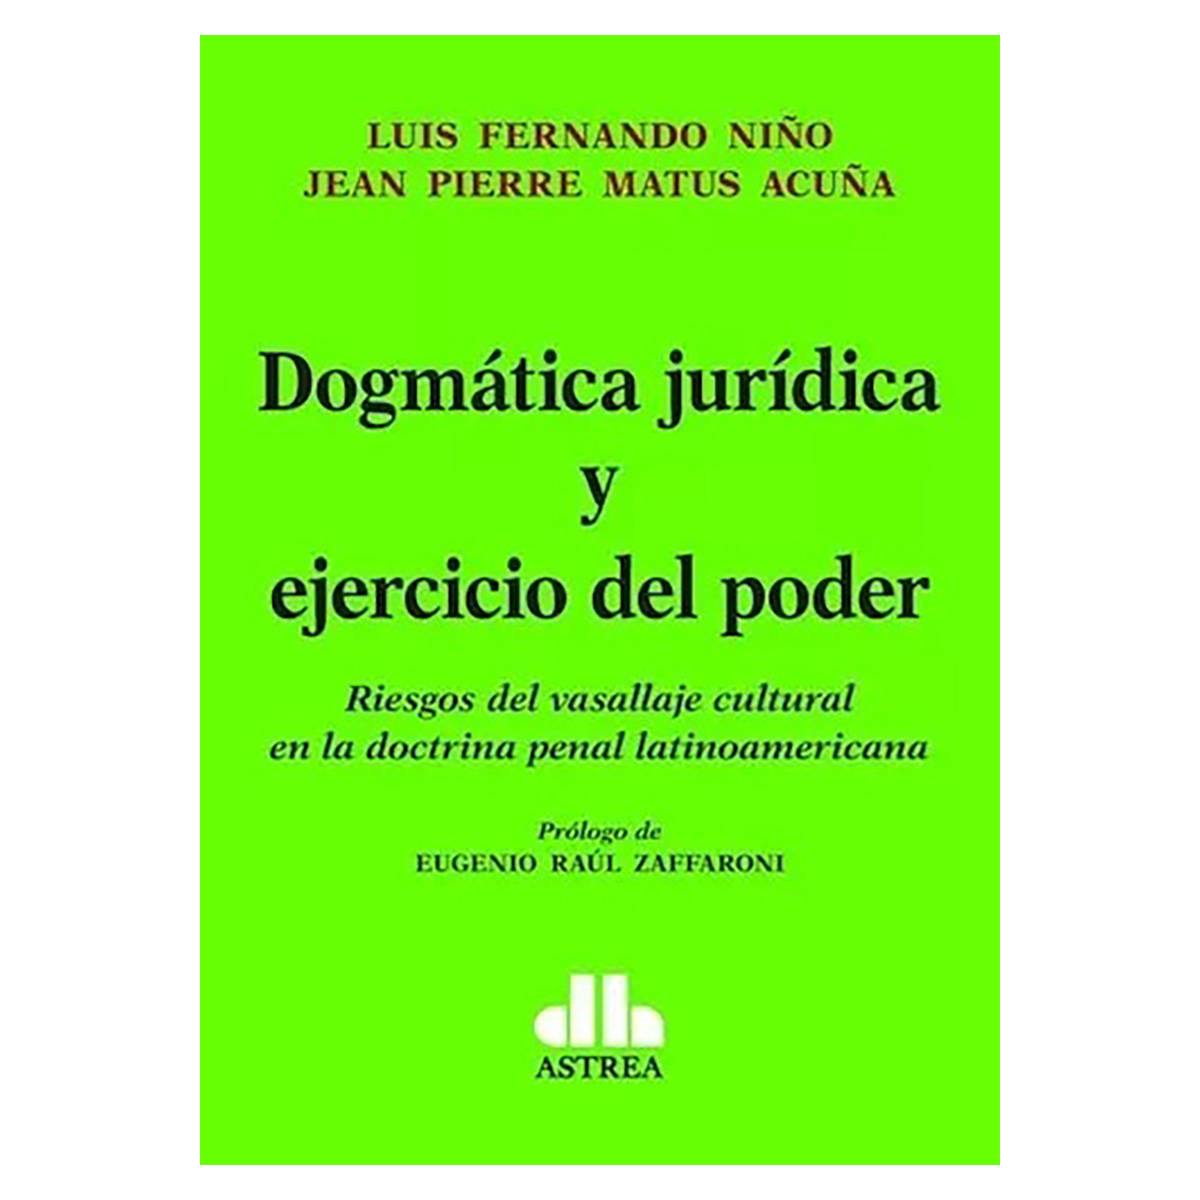 LUIS FERNANDO NIÑO
JEAN PIERRE MATUS ACUÑA
Dogmática jurídica
y
ejercicio del poder
Riesgos del vasallaje cultural
en la doctrina penal latinoamericana
Prólogo de
EUGENIO RAÚL ZAFFARONI
ASTREA